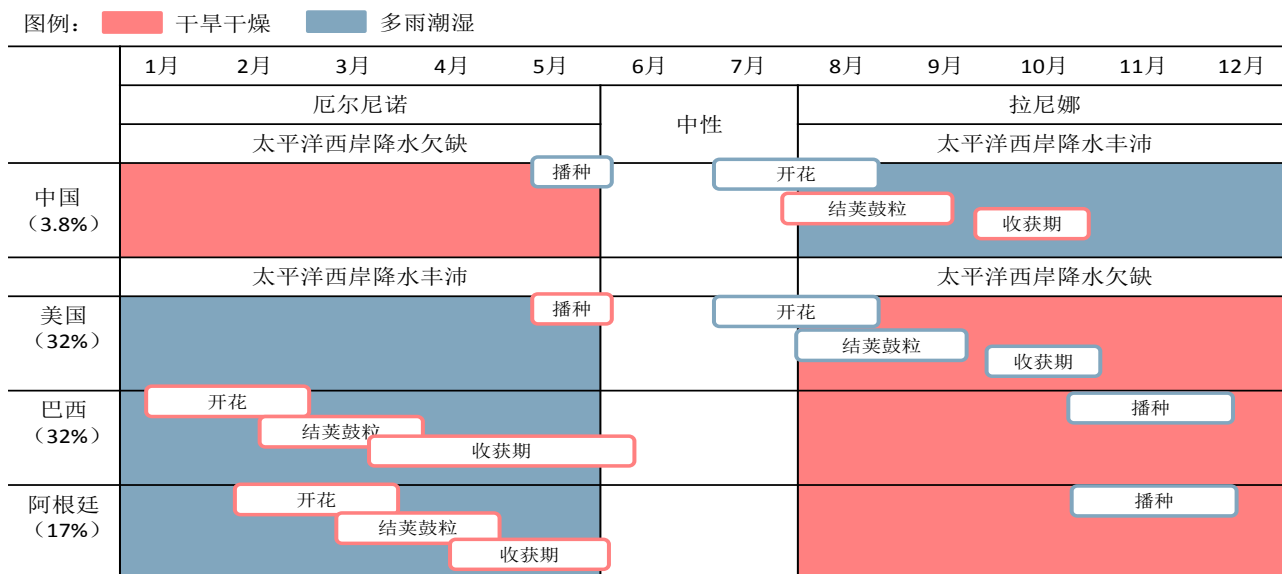 图例： 干旱干燥 多雨潮湿
1月 2月 3月 4月 5月 6月 7月 8月 9月 10月 11月 12月
厄尔尼诺 中性 拉尼娜
太平洋西岸降水欠缺 太平洋西岸降水丰沛
中国
（3.8%）
播种 开花
结荚鼓粒
收获期
太平洋西岸降水丰沛 太平洋西岸降水欠缺
美国
（32%）
播种 开花
结荚鼓粒
收获期
巴西
（32%）
开花 播种
结荚鼓粒
收获期
阿根廷
（17%）
开花 播种
结荚鼓粒
收获期